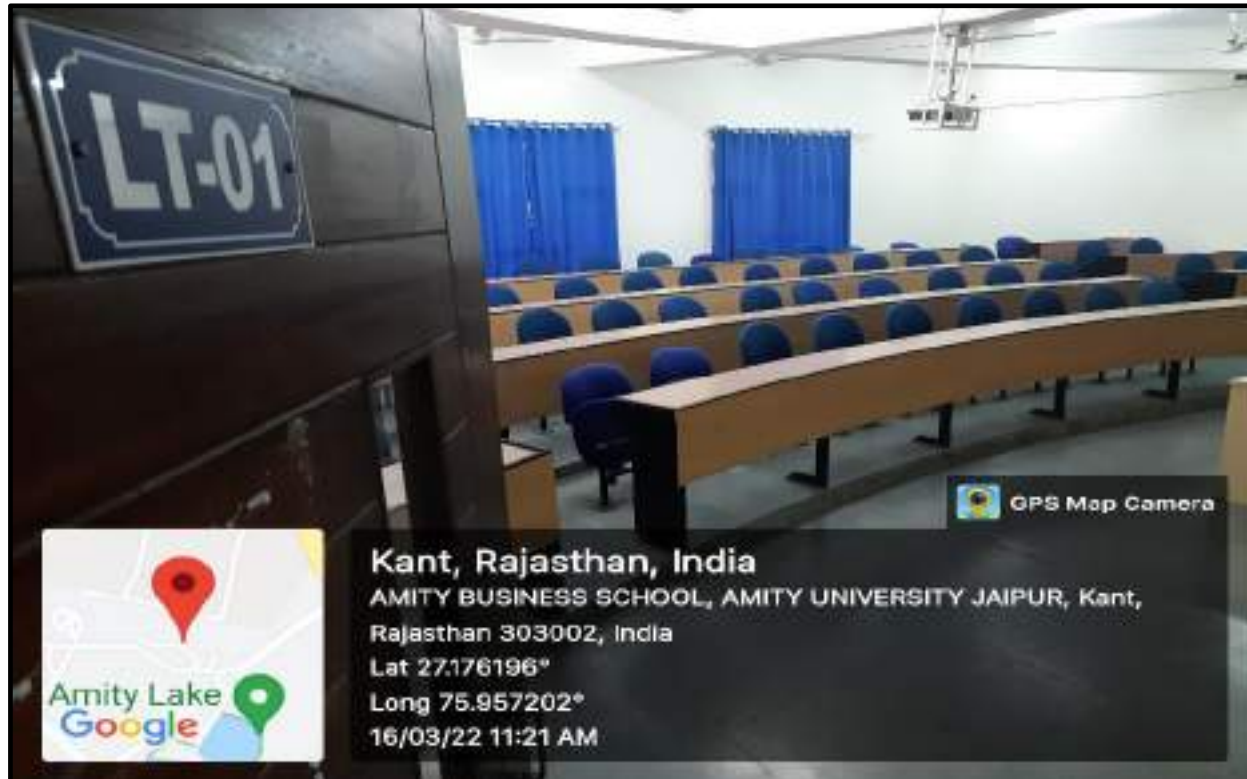 LT-01
GPS Map Camera
Kant, Rajasthan, India
AMITY BUSINESS SCHOOL, AMITY UNIVERSITY JAIPUR, Kant,
Rajasthan 303002, India
Lat 27.176196°
Long 75.957202°
16/03/22 11:21 AM
Amity Lake
Google